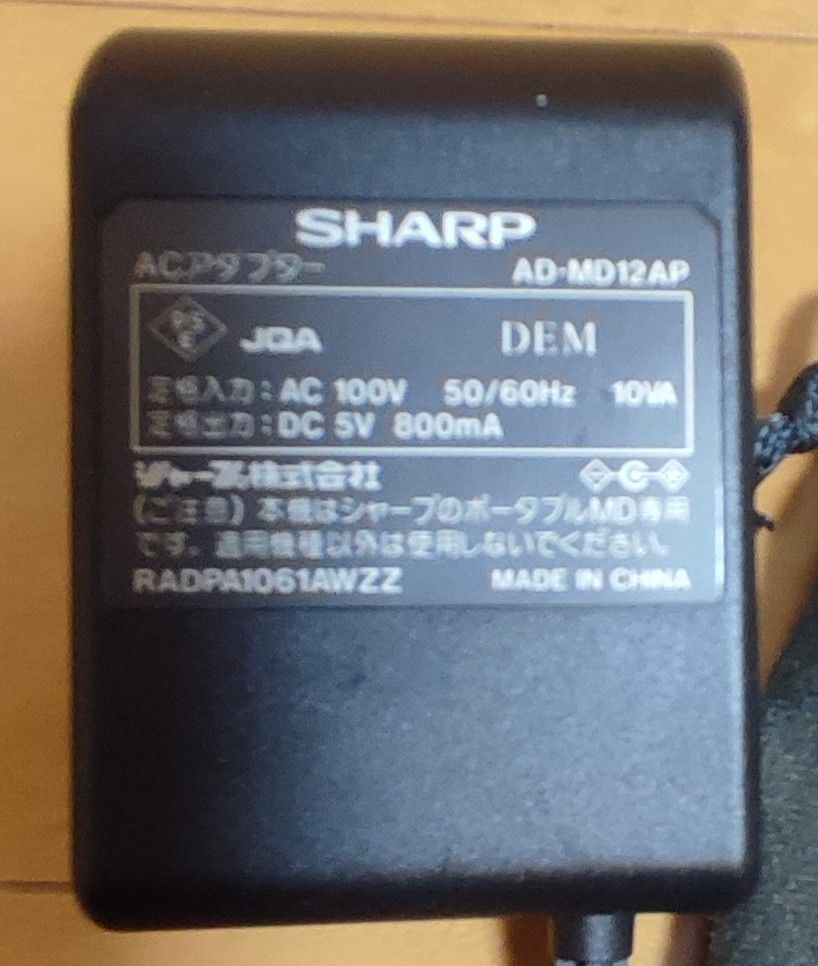 SHARP
ACアダプター AD-MD12AP
PSE JQA DEM
定格入力：AC 100V 50/60Hz 10VA
定格出力：DC 5V 800mA
シャープ株式会社
(ご注意) 本機はシャープのポータブルMD専用
です。適用機種以外は使用しないでください。
RADPA1061AWZZ MADE IN CHINA